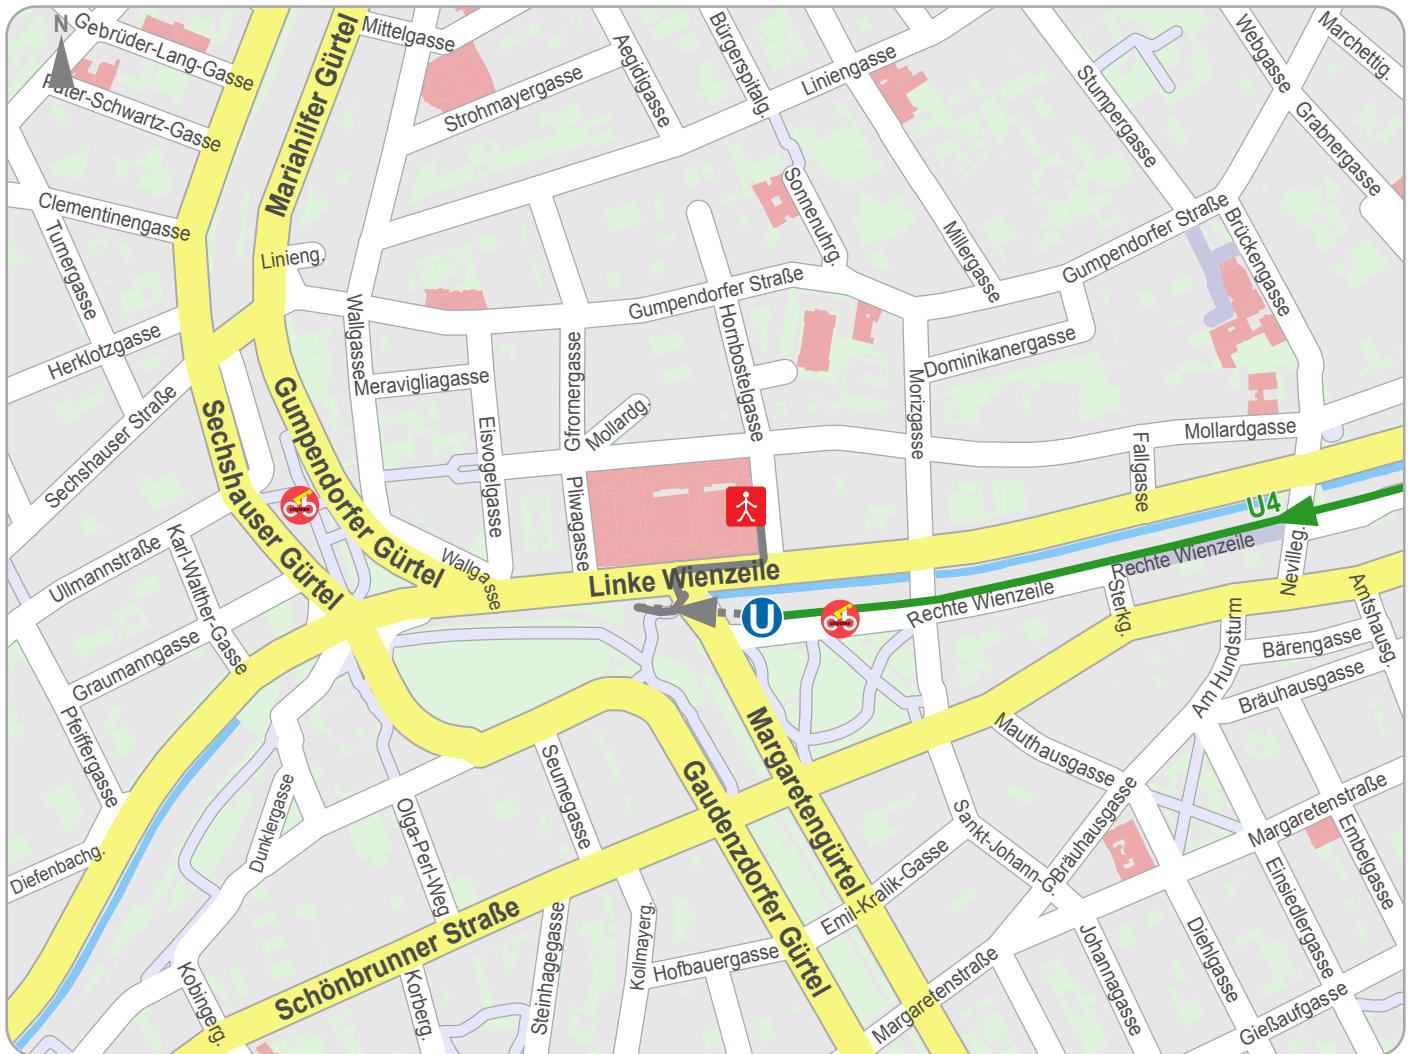 N
Gebrüder-Lang-Gasse
Mittelgasse
Pater-Schwartz-Gasse
Mariahilfer Gürtel
Strohmayergasse
Aegidigasse
Bürgerspitalg.
Liniengasse
Stumpergasse
Webgasse
Marchettig.
Grabnergasse
Clementinengasse
Turnergasse
Linieng.
Sonnenuhrg.
Millergasse
Gumpendorfer Straße
Brückengasse
Gumpendorfer Straße
Herklotzgasse
Wallgasse
Meravigliagasse
Gfrornergasse
Hornbostelgasse
Dominikanergasse
Morizgasse
Sechshauser Straße
Sechshauser Gürtel
Gumpendorfer Gürtel
Eisvogelgasse
Mollardg.
Mollardgasse
Fallgasse
Pliwagasse
citybike
U4
Ullmannstraße
Karl-Walther-Gasse
Wallgasse
Linke Wienzeile
Rechte Wienzeile
Nevilleg.
U
citybike
Rechte Wienzeile
Sterkg.
Amtshausg.
Graumanngasse
Am Hundsturm
Bärengasse
Bräuhausgasse
Pfeiffergasse
Margaretengürtel
Mauthausgasse
Seumegasse
Gaudenzdorfer Gürtel
Dunklergasse
Olga-Perl-Weg
Sankt-Johann-G.
Bräuhausgasse
Margaretenstraße
Embelgasse
Diefenbachg.
Emil-Kralik-Gasse
Einsiedlergasse
Schönbrunner Straße
Steinhagegasse
Kollmayerg.
Hofbauergasse
Margaretenstraße
Johannagasse
Diehlgasse
Gießaufgasse
Kobingerg.
Korberg.